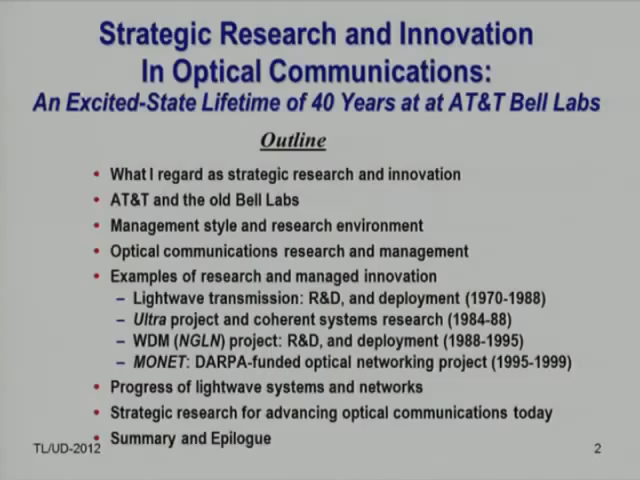 Strategic Research and Innovation
In Optical Communications:
An Excited-State Lifetime of 40 Years at at AT&T Bell Labs
Outline
• What I regard as strategic research and innovation
• AT&T and the old Bell Labs
• Management style and research environment
• Optical communications research and management
• Examples of research and managed innovation
– Lightwave transmission: R&D, and deployment (1970-1988)
– Ultra project and coherent systems research (1984-88)
– WDM (NGLN) project: R&D, and deployment (1988-1995)
– MONET: DARPA-funded optical networking project (1995-1999)
• Progress of lightwave systems and networks
• Strategic research for advancing optical communications today
• Summary and Epilogue
TL/UD-2012
2